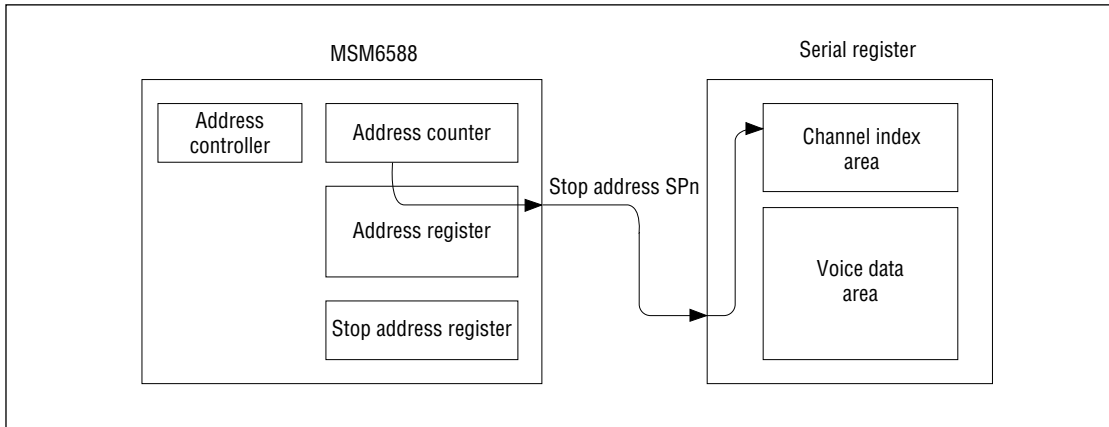 MSM6588
Serial register
Address
controller
Address counter
Channel index
area
Stop address SPn
Address register
Voice data
area
Stop address register